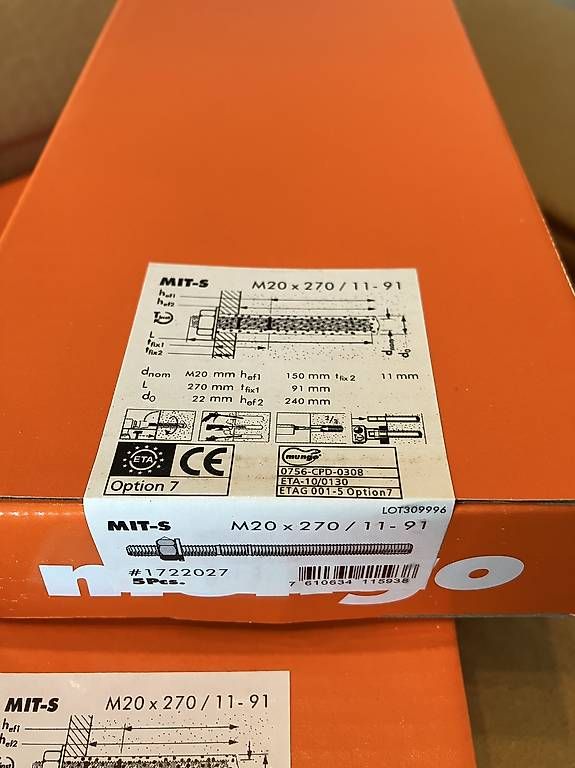 MIT-S M20 x 270 / 11- 91
hef1
hef2
Tinst
L
tfix1
tfix2
dnom
d0
dnom M20 mm hef1 150 mm tfix2 11 mm
L 270 mm tfix1 91 mm
d0 22 mm hef2 240 mm
T
2/3
ETA
CE
Option 7
mungo
0756-CPD-0308
ETA-10/0130
ETAG 001-5 Option7
LOT309996
MIT-S M20 x 270 / 11- 91
#1722027
5Pcs.
7 610634 115936
MIT-S M20 x 270 / 11- 91
hef1
hef2